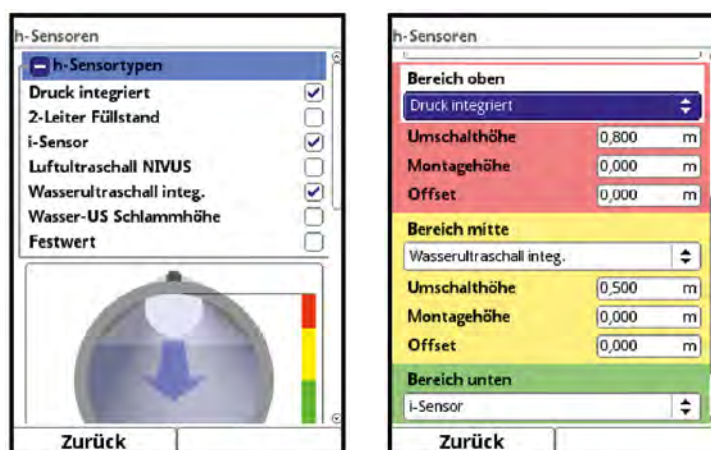 h-Sensoren
h-Sensortypen
Druck integriert
2-Leiter Füllstand
i-Sensor
Luftultraschall NIVUS
Wasserultraschall integ.
Wasser-US Schlammhöhe
Festwert
Zurück
h-Sensoren
Bereich oben
Druck integriert
Umschalthöhe 0,800 m
Montagehöhe 0,000 m
Offset 0,000 m
Bereich mitte
Wasserultraschall integ.
Umschalthöhe 0,500 m
Montagehöhe 0,000 m
Offset 0,000 m
Bereich unten
i-Sensor
Zurück